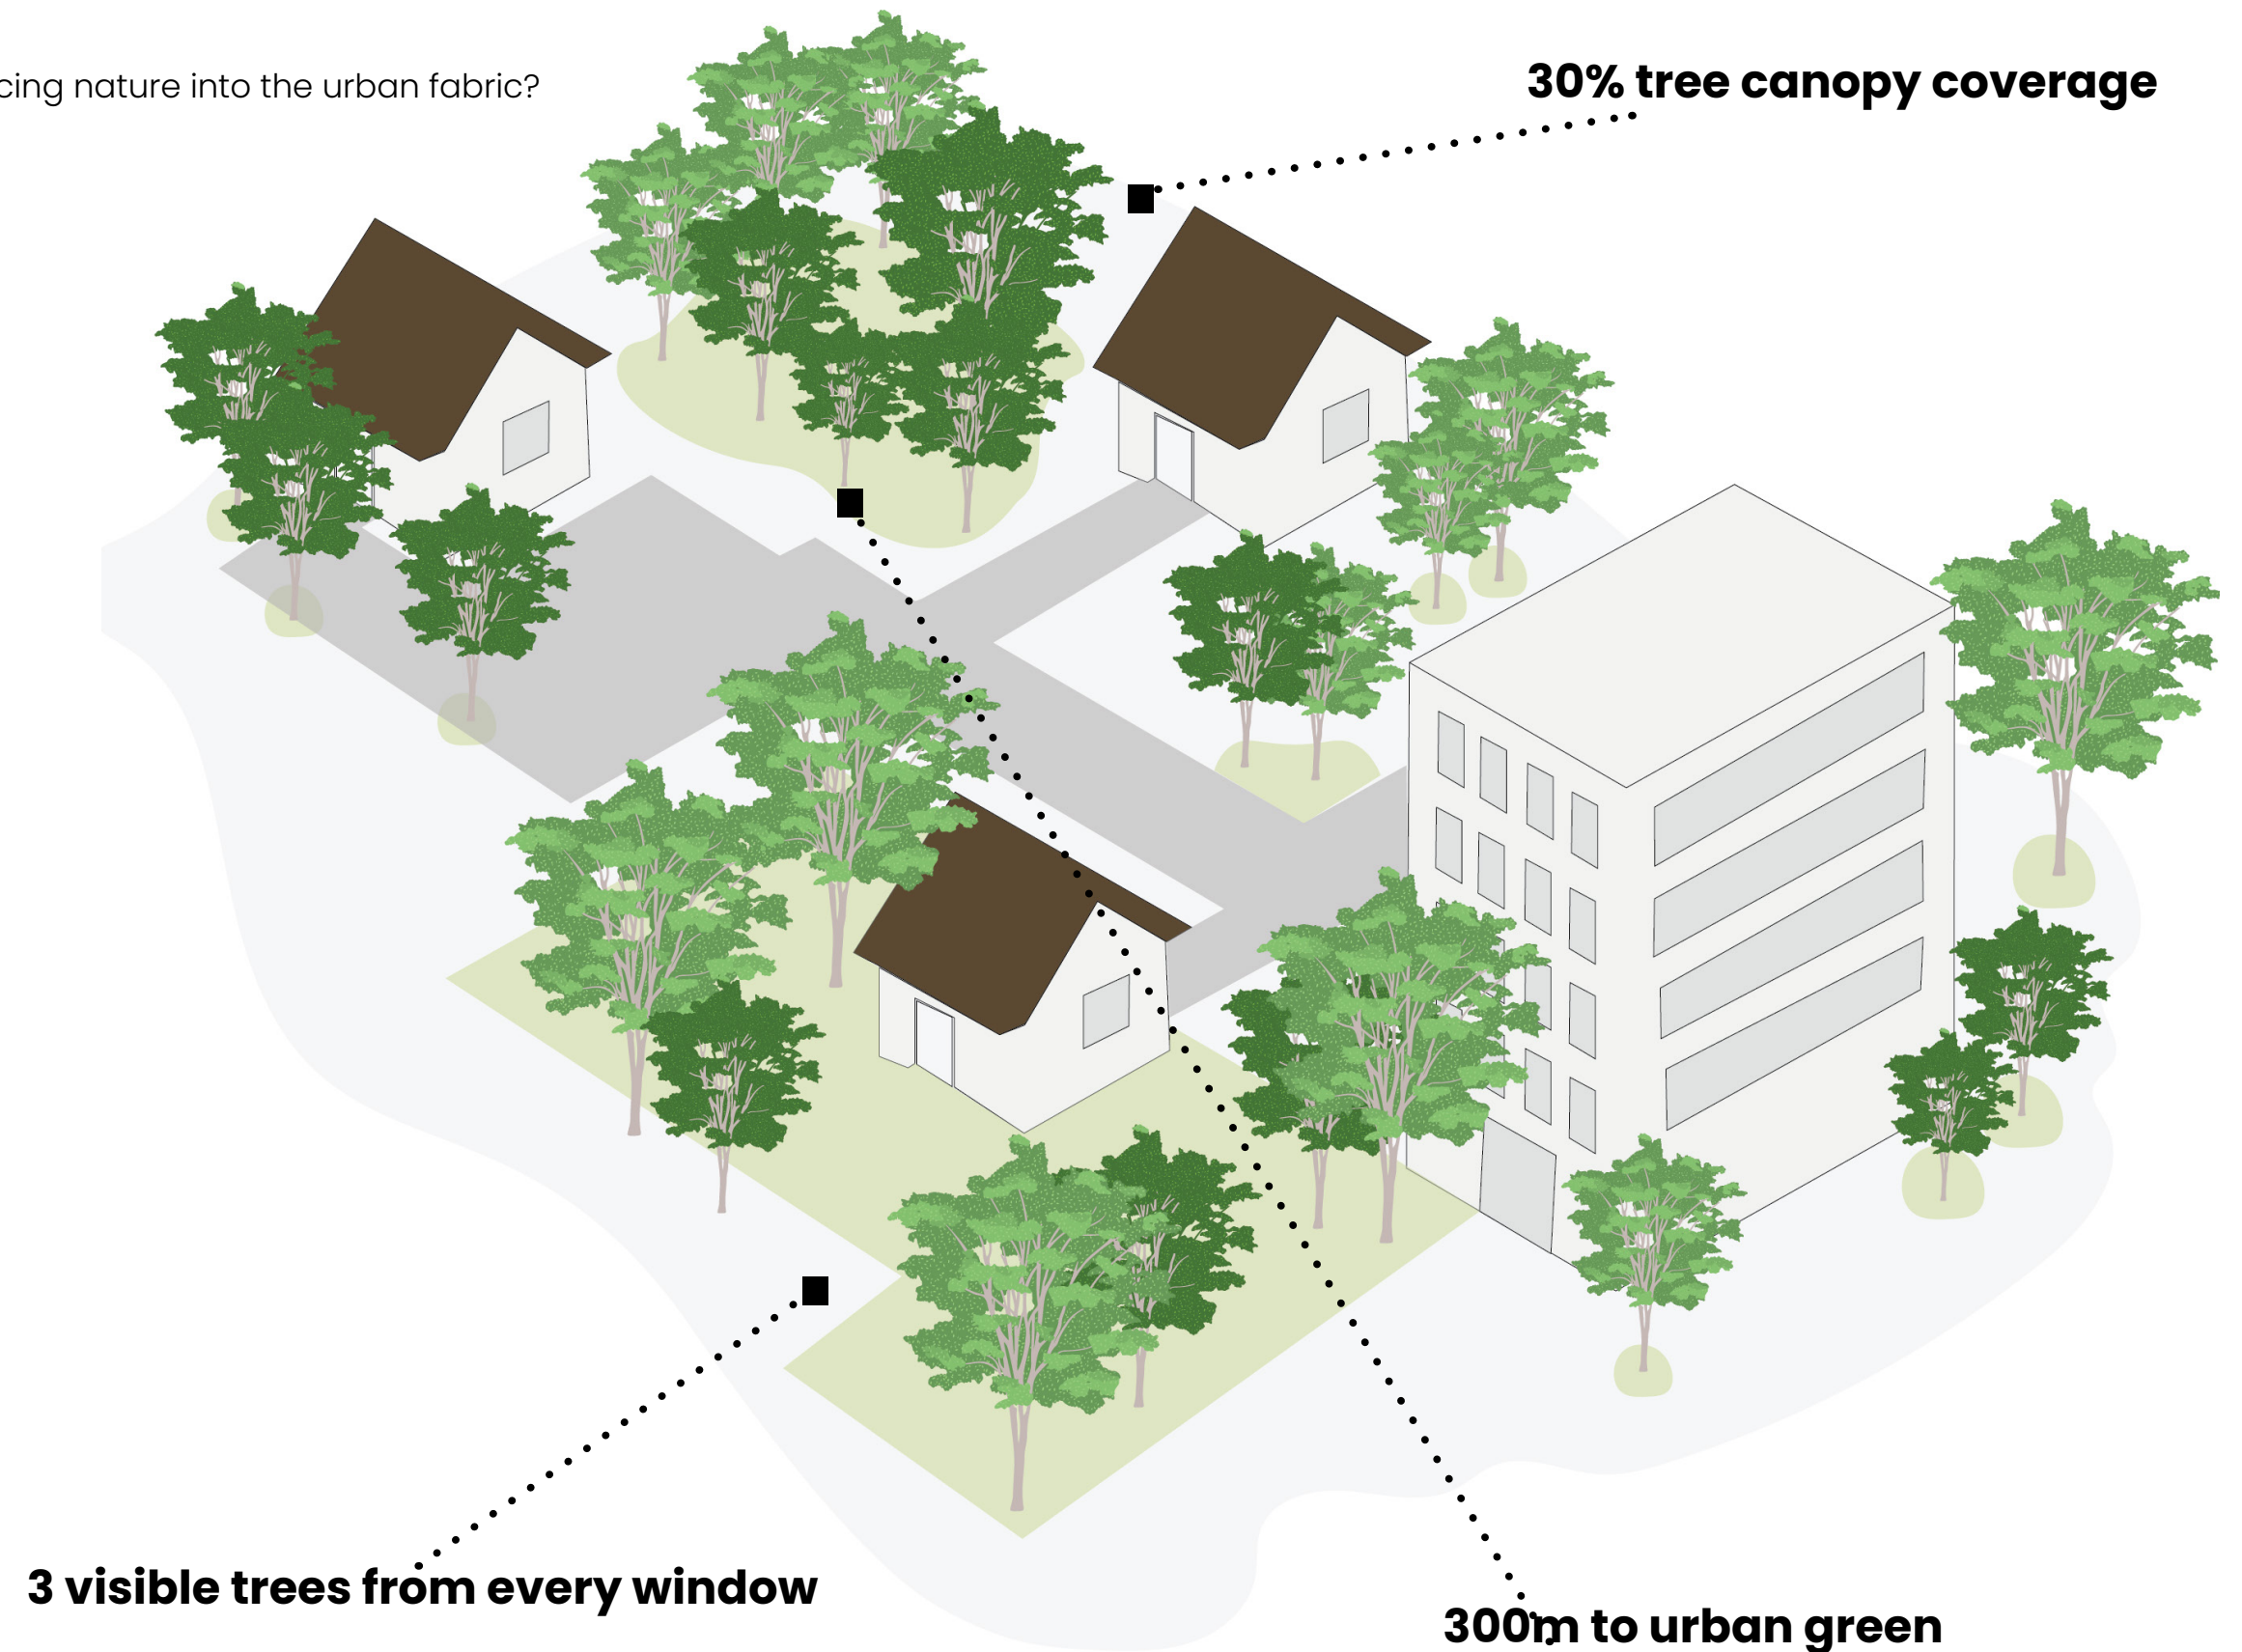 cing nature into the urban fabric?
30% tree canopy coverage
3 visible trees from every window
300m to urban green